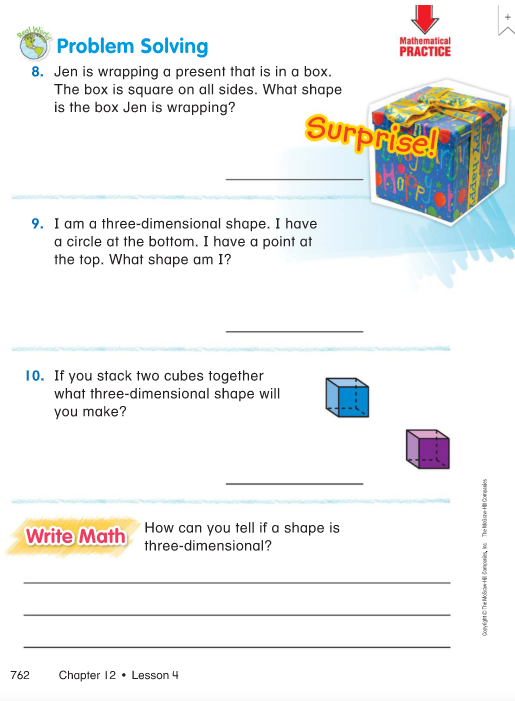 Real World
Problem Solving
Mathematical
PRACTICE
8. Jen is wrapping a present that is in a box.
The box is square on all sides. What shape
is the box Jen is wrapping?
Surprise!
Happy
9. I am a three-dimensional shape. I have
a circle at the bottom. I have a point at
the top. What shape am I?
10. If you stack two cubes together
what three-dimensional shape will
you make?
Write Math
How can you tell if a shape is
three-dimensional?
Copyright © The McGraw-Hill Companies, Inc. The McGraw-Hill Companies
762 Chapter 12 • Lesson 4